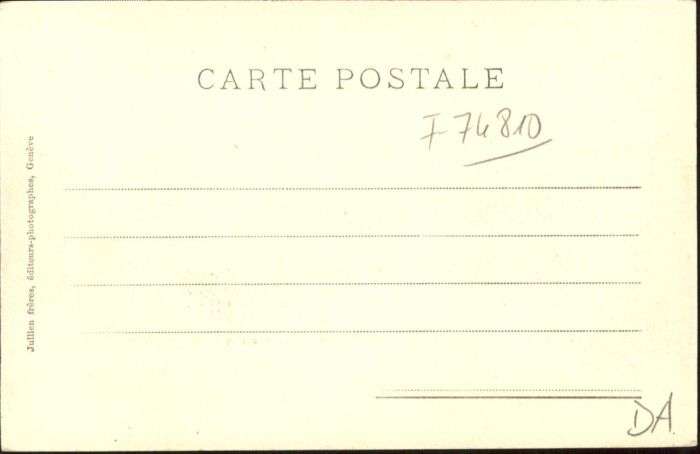 CARTE POSTALE
F 74810
Jullien frères, éditeurs-photographes, Genève
DA.